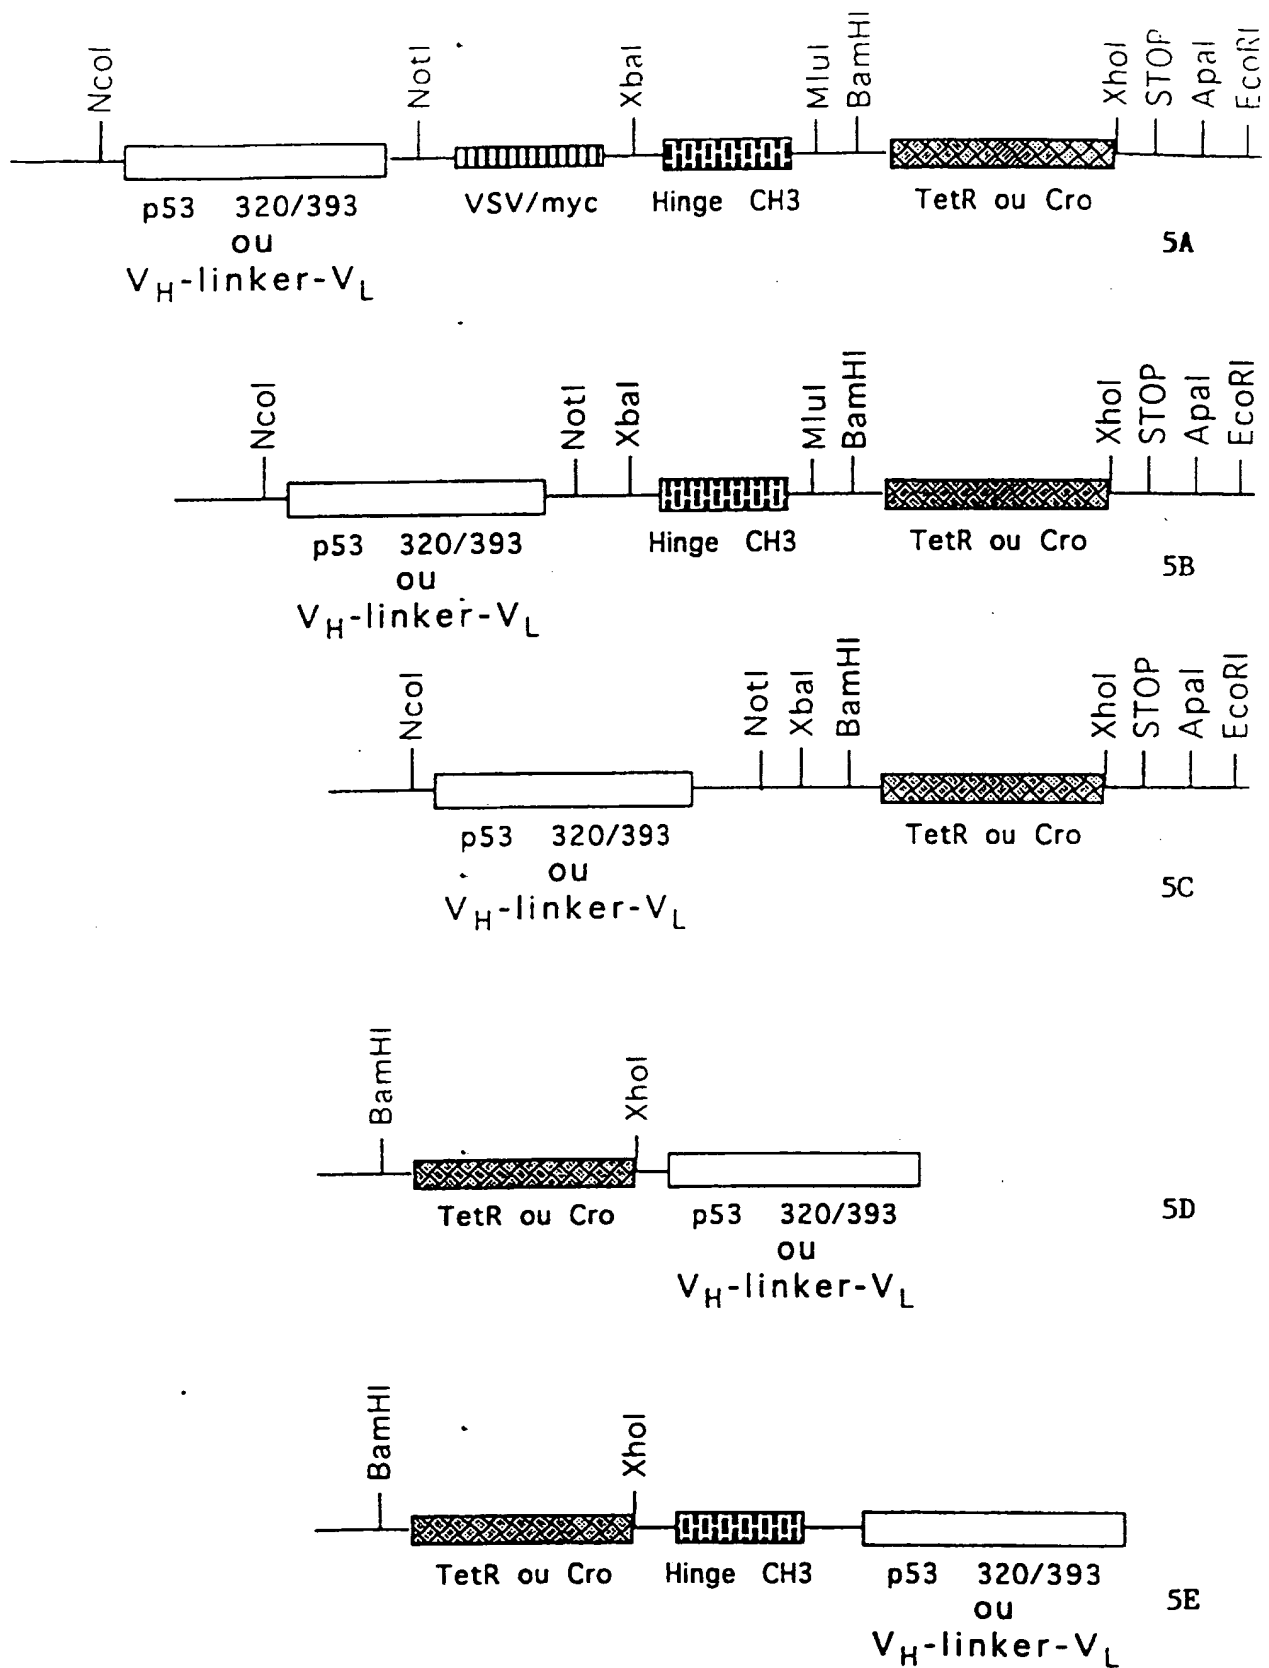 NcoI NotI XbaI MluI BamHI XhoI STOP ApaI EcoRI
p53 320/393 VSV/myc Hinge CH3 TetR ou Cro
ou
VH-linker-VL
5A
NcoI NotI XbaI MluI BamHI XhoI STOP ApaI EcoRI
p53 320/393 Hinge CH3 TetR ou Cro
ou
VH-linker-VL
5B
NcoI NotI XbaI BamHI XhoI STOP ApaI EcoRI
p53 320/393 TetR ou Cro
ou
VH-linker-VL
5C
BamHI XhoI
TetR ou Cro p53 320/393
ou
VH-linker-VL
5D
BamHI XhoI
TetR ou Cro Hinge CH3 p53 320/393
ou
VH-linker-VL
5E